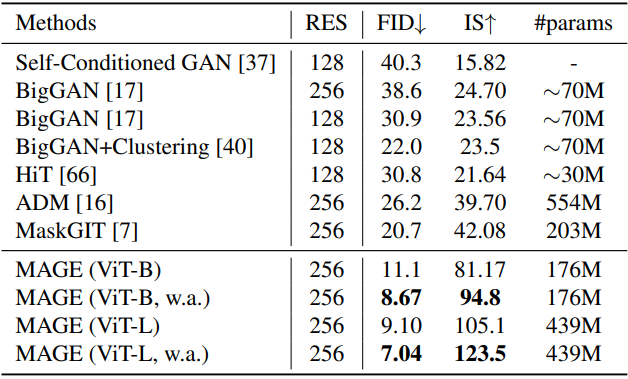 Methods RES FID↓ IS↑ #params
Self-Conditioned GAN [37] 128 40.3 15.82 -
BigGAN [17] 256 38.6 24.70 ∼70M
BigGAN [17] 128 30.9 23.56 ∼70M
BigGAN+Clustering [40] 128 22.0 23.5 ∼70M
HiT [66] 128 30.8 21.64 ∼30M
ADM [16] 256 26.2 39.70 554M
MaskGIT [7] 256 20.7 42.08 203M
MAGE (ViT-B) 256 11.1 81.17 176M
MAGE (ViT-B, w.a.) 256 8.67 94.8 176M
MAGE (ViT-L) 256 9.10 105.1 439M
MAGE (ViT-L, w.a.) 256 7.04 123.5 439M